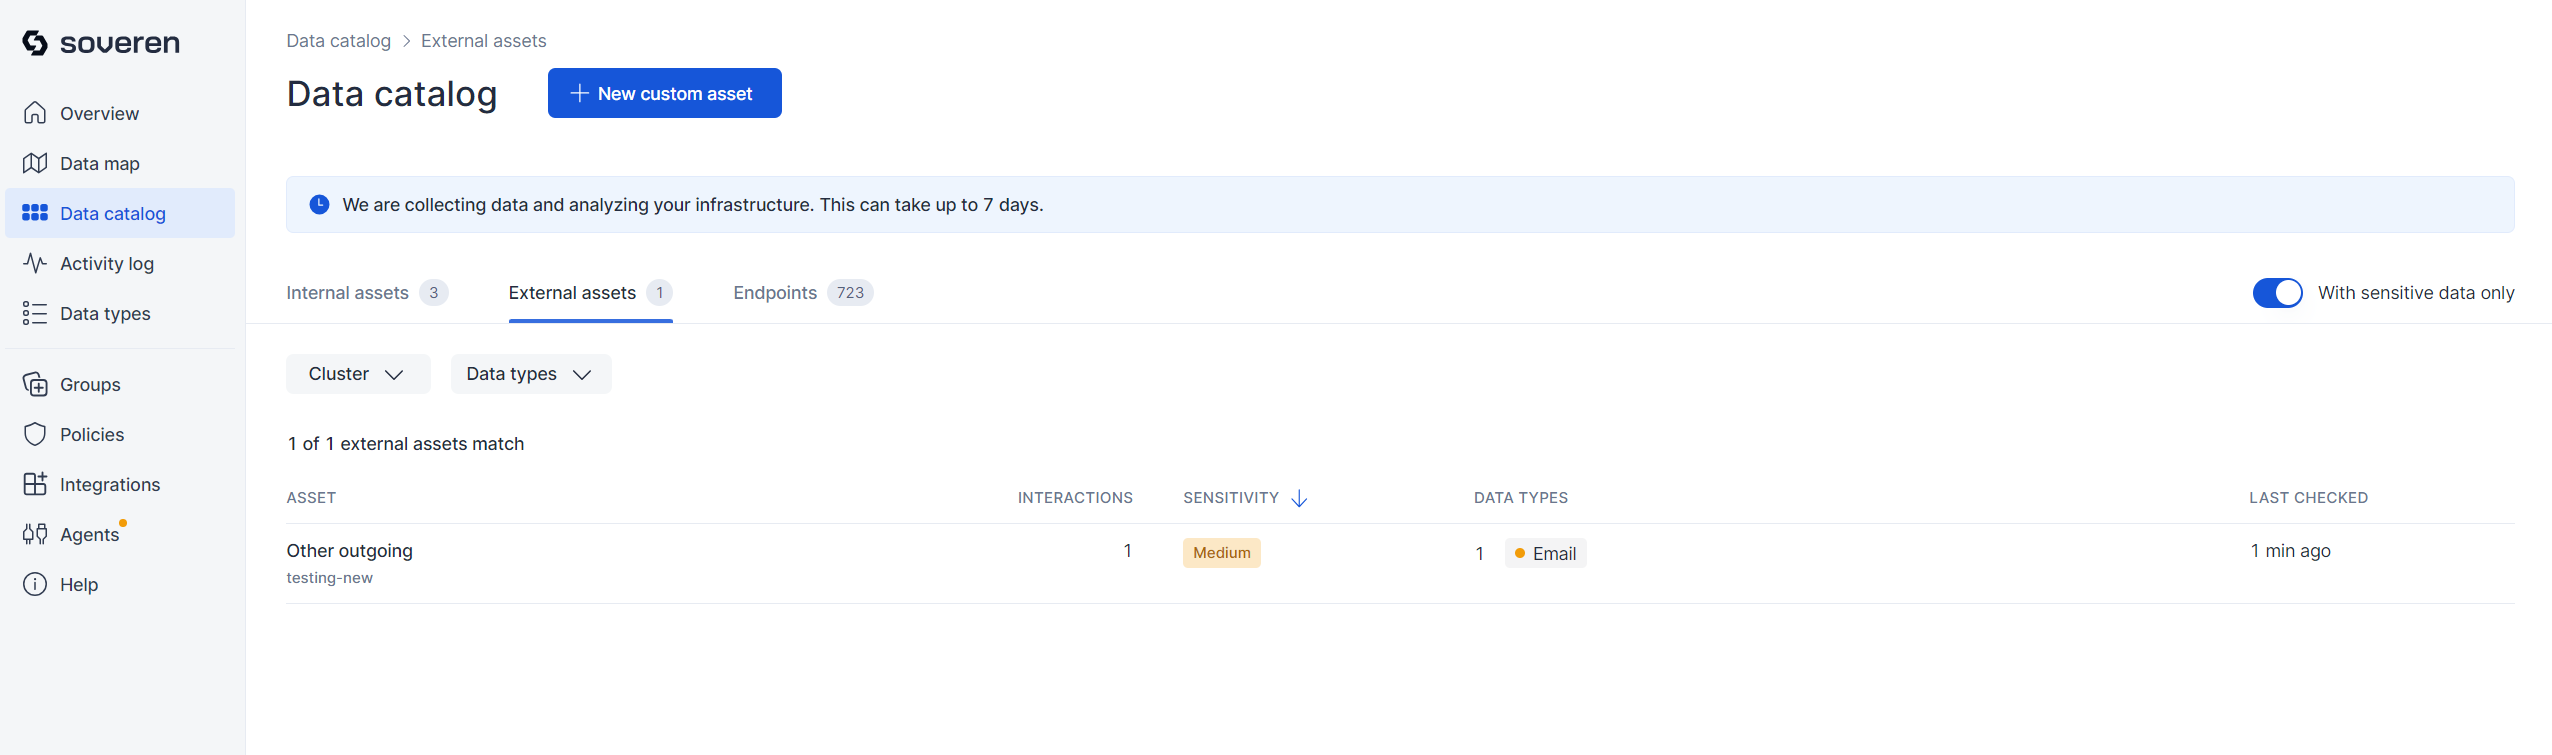 soveren
Overview
Data map
Data catalog
Activity log
Data types
Groups
Policies
Integrations
Agents
Help
Data catalog > External assets
Data catalog
+ New custom asset
We are collecting data and analyzing your infrastructure. This can take up to 7 days.
Internal assets 3 External assets 1 Endpoints 723 With sensitive data only
Cluster Data types
1 of 1 external assets match
ASSET INTERACTIONS SENSITIVITY ↓ DATA TYPES LAST CHECKED
Other outgoing 1 Medium 1 Email 1 min ago
testing-new